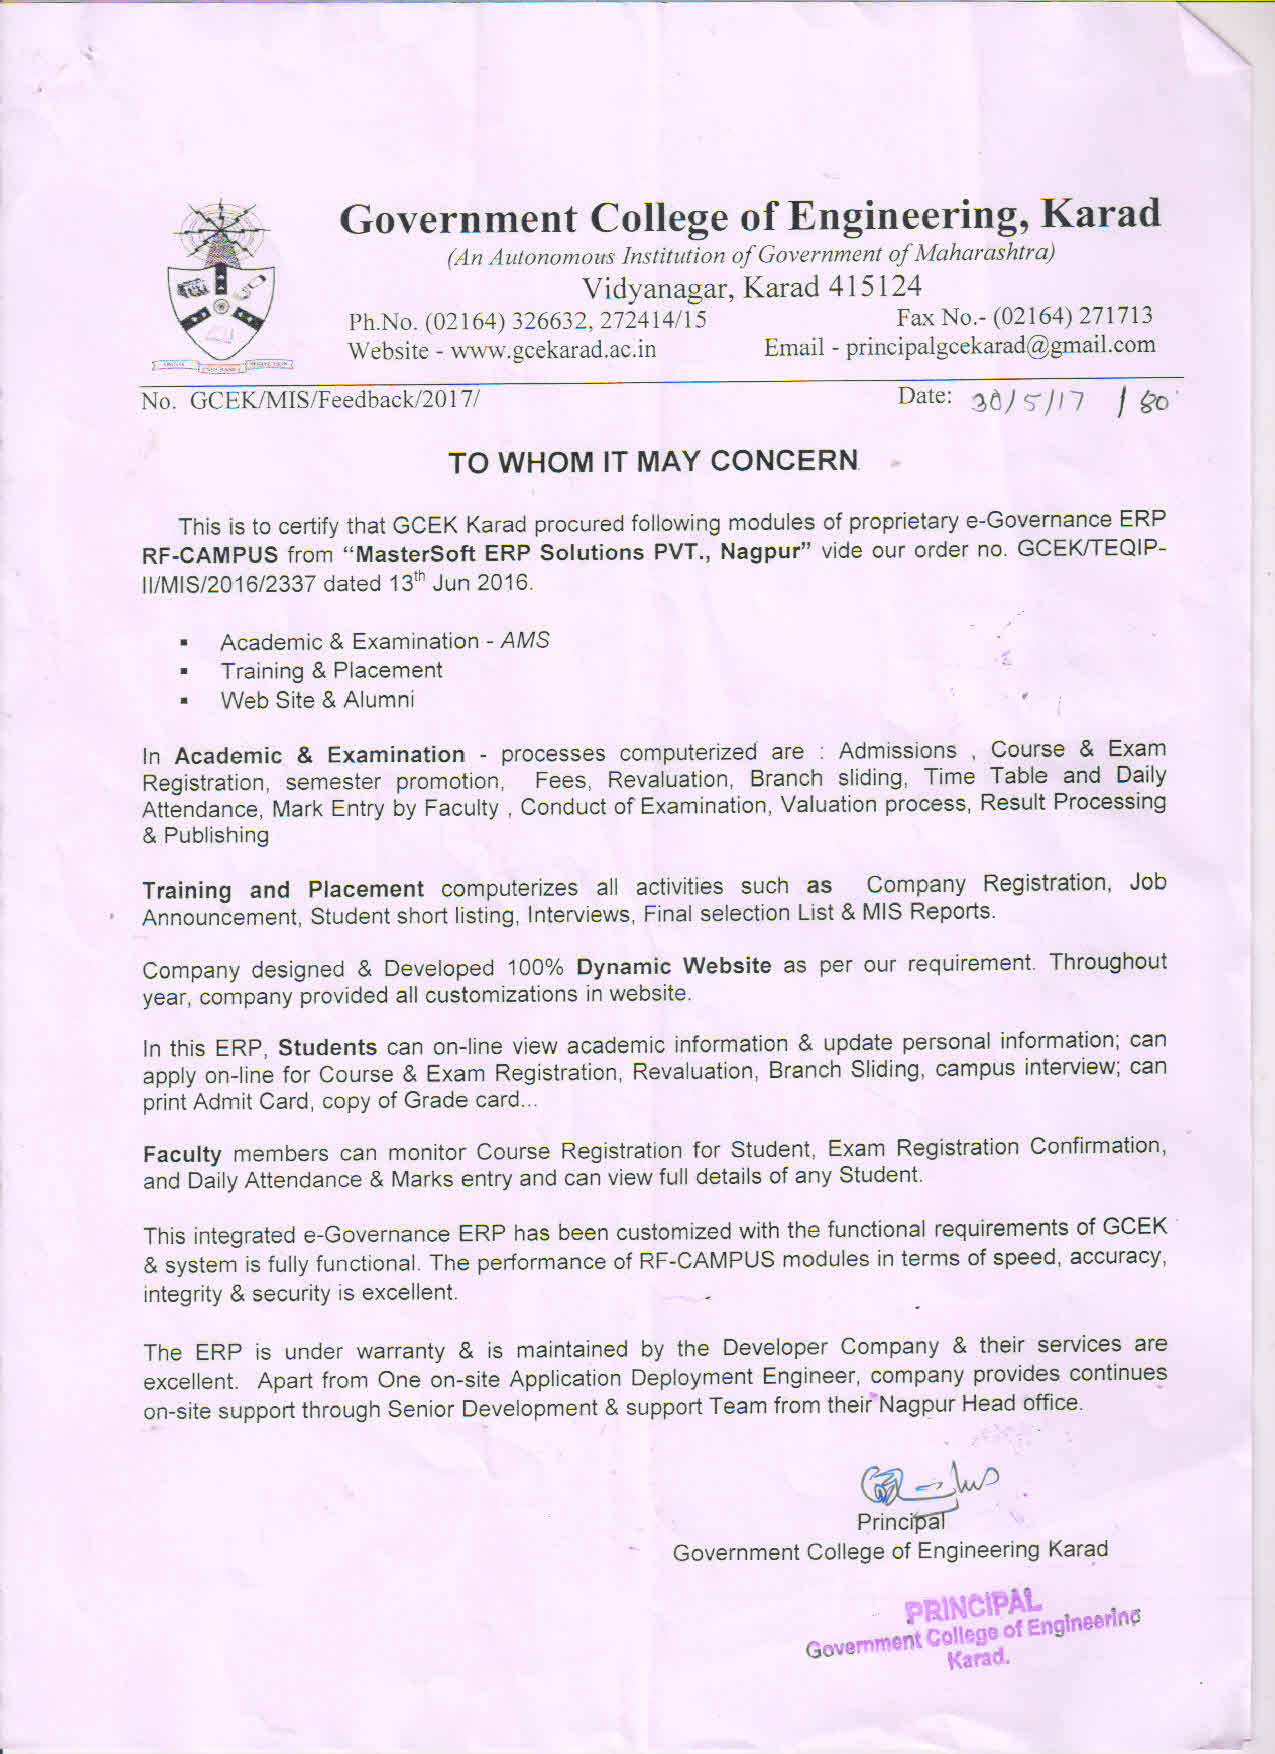 Government College of Engineering, Karad
(An Autonomous Institution of Government of Maharashtra)
Vidyanagar, Karad 415124
Ph.No. (02164) 326632, 272414/15 Fax No.- (02164) 271713
Website - www.gcekarad.ac.in Email - principalgcekarad@gmail.com
No. GCEK/MIS/Feedback/2017/ Date: 30/5/17 / 80
TO WHOM IT MAY CONCERN
This is to certify that GCEK Karad procured following modules of proprietary e-Governance ERP
RF-CAMPUS from “MasterSoft ERP Solutions PVT., Nagpur” vide our order no. GCEK/TEQIP-
II/MIS/2016/2337 dated 13th Jun 2016.
▪ Academic & Examination - AMS
▪ Training & Placement
▪ Web Site & Alumni
In Academic & Examination - processes computerized are : Admissions , Course & Exam
Registration, semester promotion, Fees, Revaluation, Branch sliding, Time Table and Daily
Attendance, Mark Entry by Faculty , Conduct of Examination, Valuation process, Result Processing
& Publishing
Training and Placement computerizes all activities such as Company Registration, Job
Announcement, Student short listing, Interviews, Final selection List & MIS Reports.
Company designed & Developed 100% Dynamic Website as per our requirement. Throughout
year, company provided all customizations in website.
In this ERP, Students can on-line view academic information & update personal information; can
apply on-line for Course & Exam Registration, Revaluation, Branch Sliding, campus interview; can
print Admit Card, copy of Grade card...
Faculty members can monitor Course Registration for Student, Exam Registration Confirmation,
and Daily Attendance & Marks entry and can view full details of any Student.
This integrated e-Governance ERP has been customized with the functional requirements of GCEK
& system is fully functional. The performance of RF-CAMPUS modules in terms of speed, accuracy,
integrity & security is excellent.
The ERP is under warranty & is maintained by the Developer Company & their services are
excellent. Apart from One on-site Application Deployment Engineer, company provides continues
on-site support through Senior Development & support Team from their Nagpur Head office.
Principal
Government College of Engineering Karad
PRINCIPAL
Government College of Engineering
Karad.